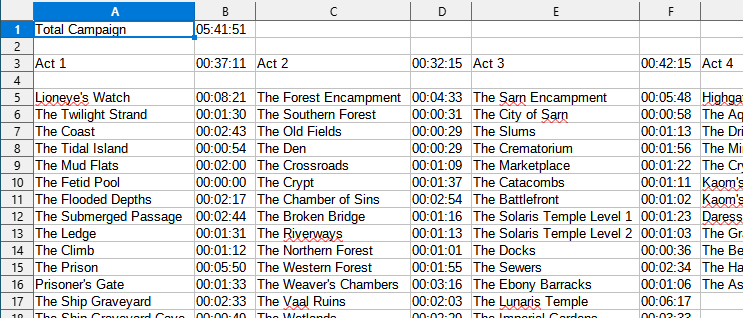 A B C D E F
1 Total Campaign 05:41:51
2
3 Act 1 00:37:11 Act 2 00:32:15 Act 3 00:42:15 Act 4
4
5 Lioneye's Watch 00:08:21 The Forest Encampment 00:04:33 The Sarn Encampment 00:05:48
6 The Twilight Strand 00:01:30 The Southern Forest 00:00:31 The City of Sarn 00:00:58 The
7 The Coast 00:02:43 The Old Fields 00:00:29 The Slums 00:01:13 The
8 The Tidal Island 00:00:54 The Den 00:00:29 The Crematorium 00:01:56 The
9 The Mud Flats 00:02:00 The Crossroads 00:01:09 The Marketplace 00:01:22 The
10 The Fetid Pool 00:00:00 The Crypt 00:01:37 The Catacombs 00:01:11 Kaom's
11 The Flooded Depths 00:02:17 The Chamber of Sins 00:02:54 The Battlefront 00:01:02 Kaom's
12 The Submerged Passage 00:02:44 The Broken Bridge 00:01:16 The Solaris Temple Level 1 00:01:23 Daress
13 The Ledge 00:01:31 The Riverways 00:01:13 The Solaris Temple Level 2 00:01:03 The
14 The Climb 00:01:12 The Northern Forest 00:01:01 The Docks 00:00:36 The
15 The Prison 00:05:50 The Western Forest 00:01:55 The Sewers 00:02:34 The
16 Prisoner's Gate 00:01:33 The Weaver's Chambers 00:03:16 The Ebony Barracks 00:01:06 The
17 The Ship Graveyard 00:02:33 The Vaal Ruins 00:02:03 The Lunaris Temple 00:06:17
18 The Ship Graveyard Cave 00:00:49 The Wetlands 00:02:29 The Imperial Gardens 00:03:33